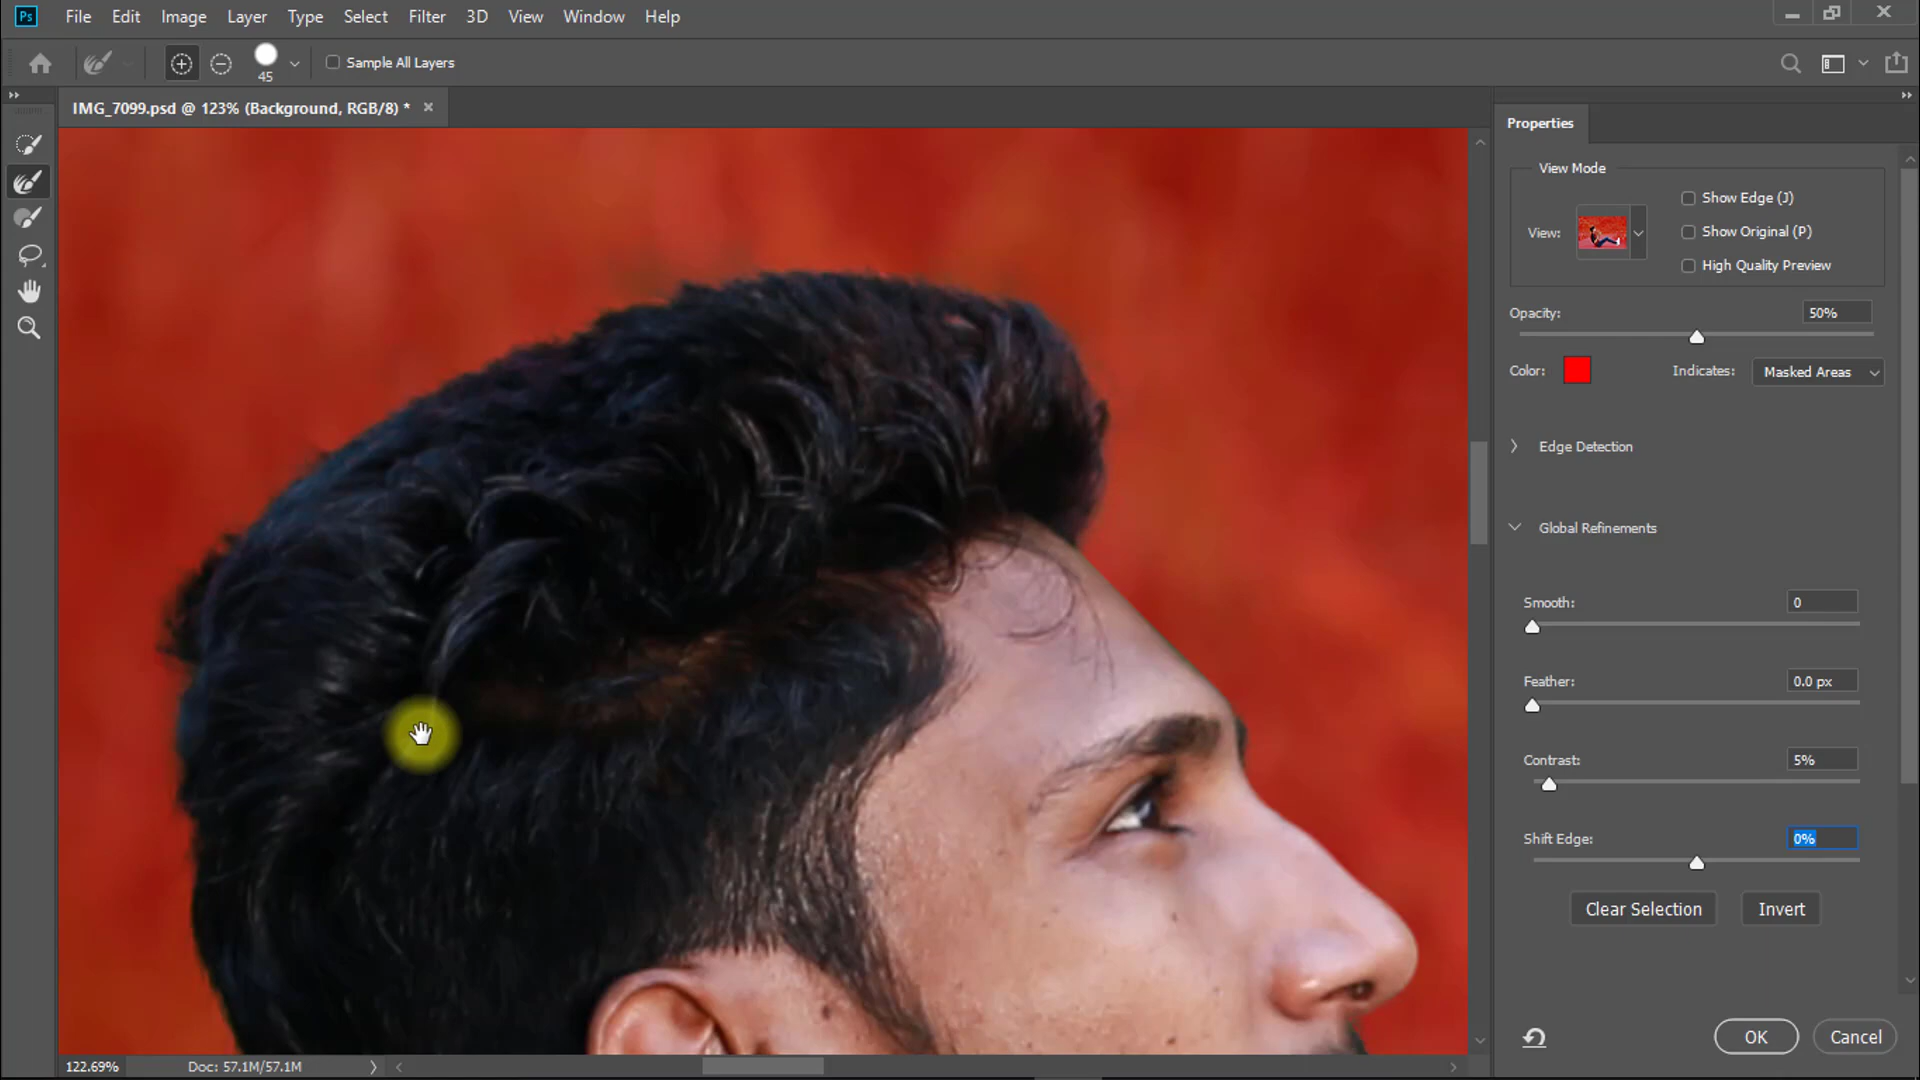 Ps File Edit Image Layer Type Select Filter 3D View Window Help
45 Sample All Layers
IMG_7099.psd @ 123% (Background, RGB/8) *
Properties
View Mode
View:
Show Edge (J)
Show Original (P)
High Quality Preview
Opacity: 50%
Color: Indicates: Masked Areas
Edge Detection
Global Refinements
Smooth: 0
Feather: 0.0 px
Contrast: 5%
Shift Edge: 0%
Clear Selection Invert
OK Cancel
122.69% Doc: 57.1M/57.1M